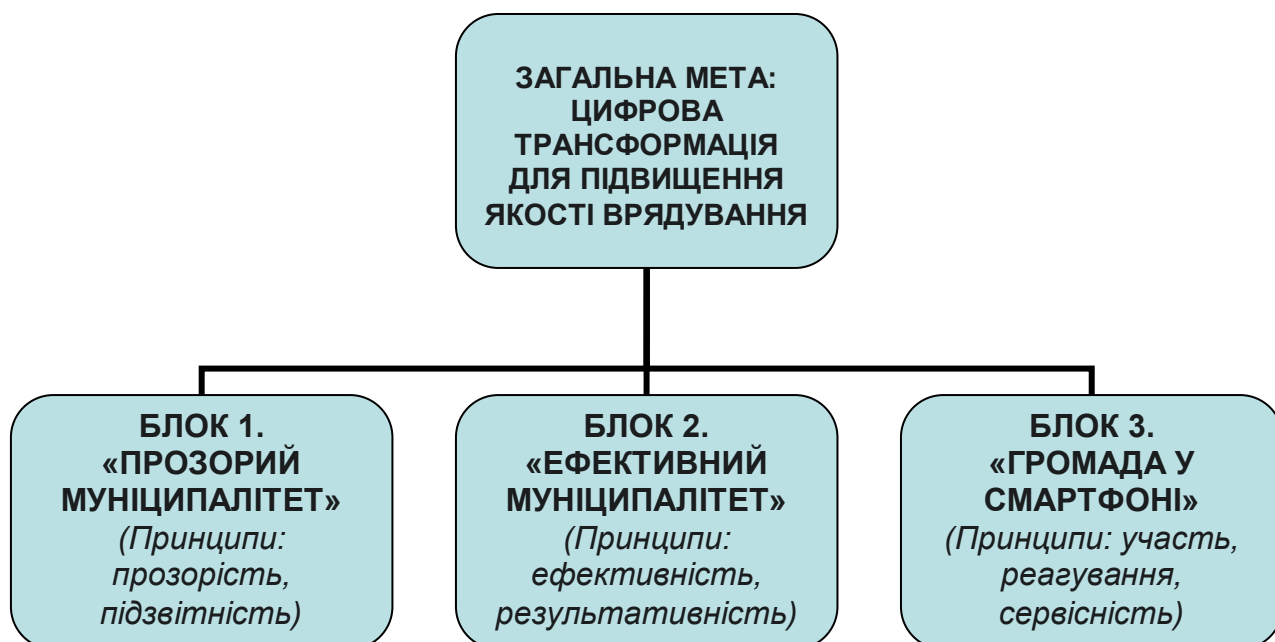 ЗАГАЛЬНА МЕТА:
ЦИФРОВА
ТРАНСФОРМАЦІЯ
ДЛЯ ПІДВИЩЕННЯ
ЯКОСТІ ВРЯДУВАННЯ
БЛОК 1.
«ПРОЗОРИЙ
МУНІЦИПАЛІТЕТ»
(Принципи:
прозорість,
підзвітність)
БЛОК 2.
«ЕФЕКТИВНИЙ
МУНІЦИПАЛІТЕТ»
(Принципи:
ефективність,
результативність)
БЛОК 3.
«ГРОМАДА У
СМАРТФОНІ»
(Принципи: участь,
реагування,
сервісність)